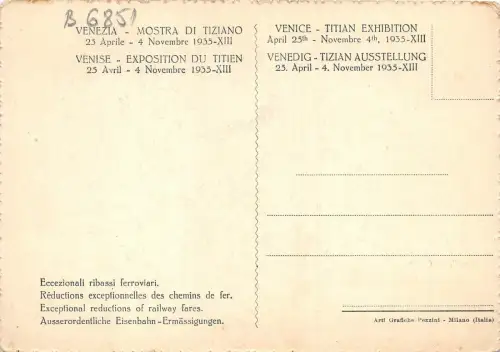 B 6851
VENEZIA - MOSTRA DI TIZIANO
25 Aprile - 4 Novembre 1935-XIII
VENISE - EXPOSITION DU TITIEN
25 Avril - 4 Novembre 1935-XIII
VENICE - TITIAN EXHIBITION
April 25th - Novembre 4th, 1935-XIII
VENEDIG - TIZIAN AUSSTELLUNG
25. April - 4. November 1935-XIII
Eccezionali ribassi ferroviari.
Réductions exceptionnelles des chemins de fer.
Exceptional reductions of railway fares.
Ausserordentliche Eisenbahn-Ermässigungen.
Arti Grafiche Pezzini - Milano (Italia)